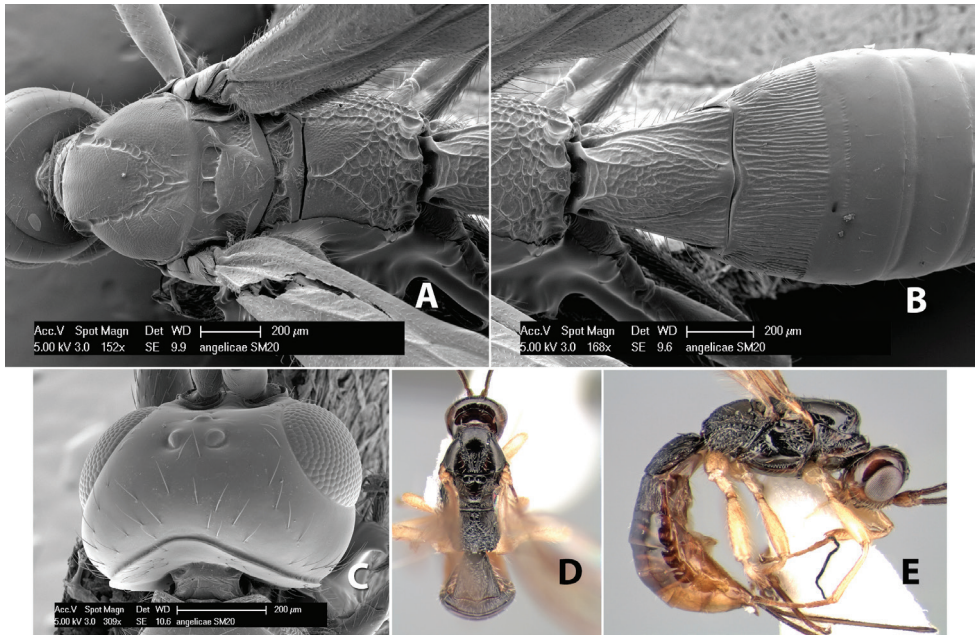 A
Acc.V Spot Magn Det WD 200 µm
5.00 kV 3.0 152x SE 9.9 angelicae SM20
B
Acc.V Spot Magn Det WD 200 µm
5.00 kV 3.0 168x SE 9.6 angelicae SM20
C
Acc.V Spot Magn Det WD 200 µm
5.00 kV 3.0 309x SE 10.6 angelicae SM20
D
E